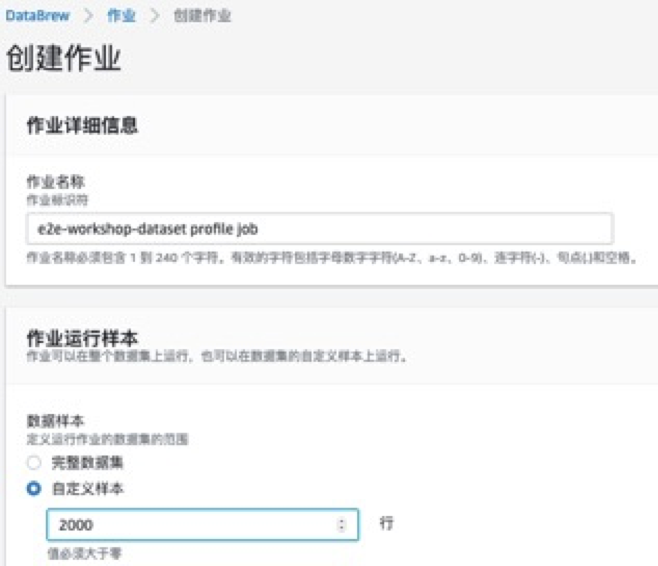 DataBrew > 作业 > 创建作业
创建作业
作业详细信息
作业名称
作业标识符
e2e-workshop-dataset profile job
作业名称必须包含 1 到 240 个字符。有效的字符包括字母数字字符(A-Z、a-z、0-9)、连字符(-)、句点(.)和空格。
作业运行样本
作业可以在整个数据集上运行，也可以在数据集的自定义样本上运行。
数据样本
定义运行作业的数据集的范围
完整数据集
自定义样本
2000 行
值必须大于零